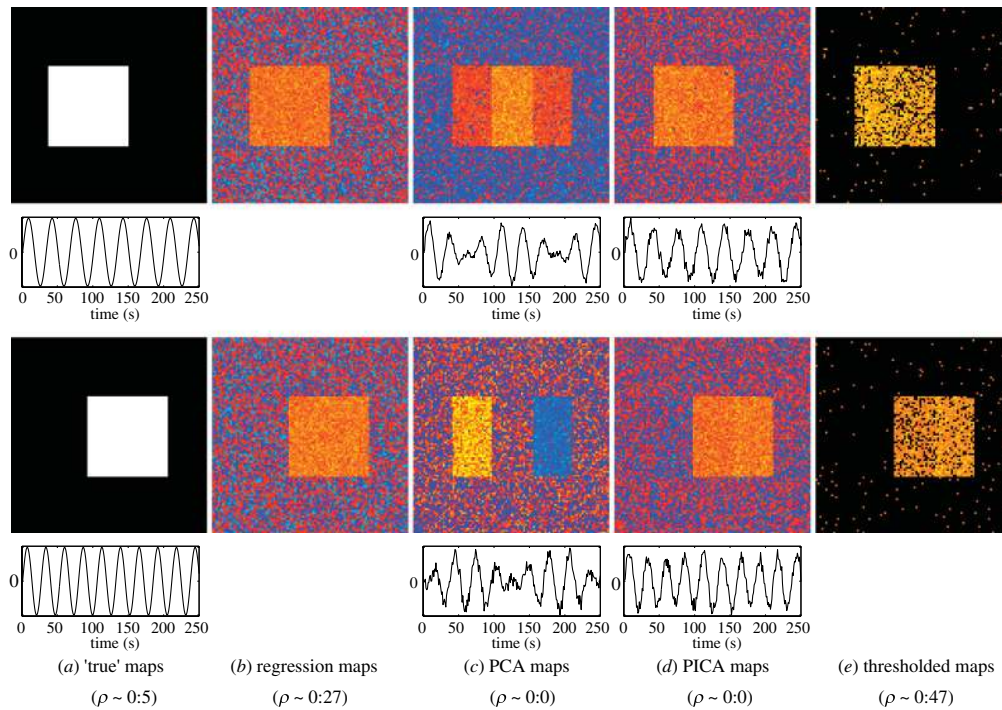 0
0
0
0 50 100 150 200 250
0 50 100 150 200 250
0 50 100 150 200 250
time (s)
time (s)
time (s)
0
0
0
0 50 100 150 200 250
0 50 100 150 200 250
0 50 100 150 200 250
time (s)
time (s)
time (s)
(a) 'true' maps
(b) regression maps
(c) PCA maps
(d) PICA maps
(e) thresholded maps
(ρ ~ 0:5)
(ρ ~ 0:27)
(ρ ~ 0:0)
(ρ ~ 0:0)
(ρ ~ 0:47)